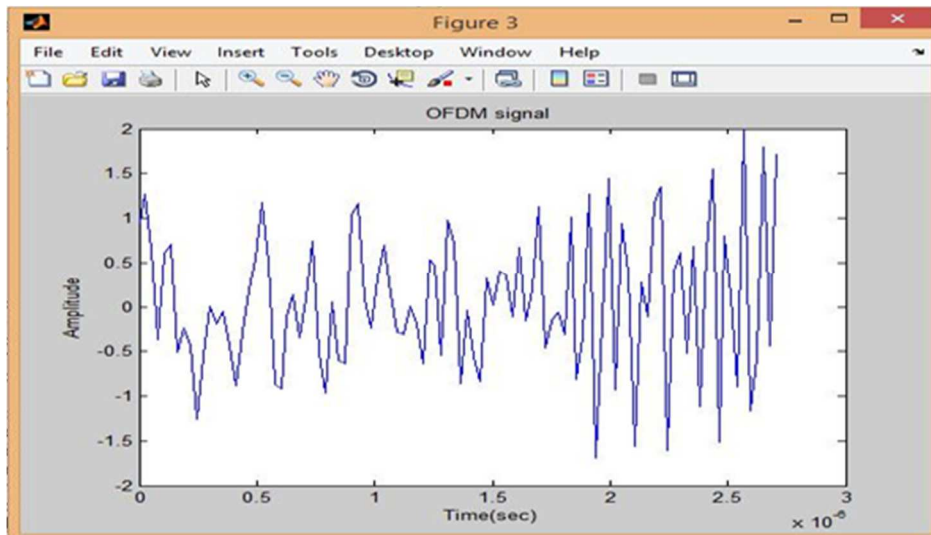 Figure 3
File Edit View Insert Tools Desktop Window Help
OFDM signal
2
1.5
1
0.5
0
-0.5
-1
-1.5
-2
Amplitude
0 0.5 1 1.5 2 2.5 3
Time(sec)
x 10^-6